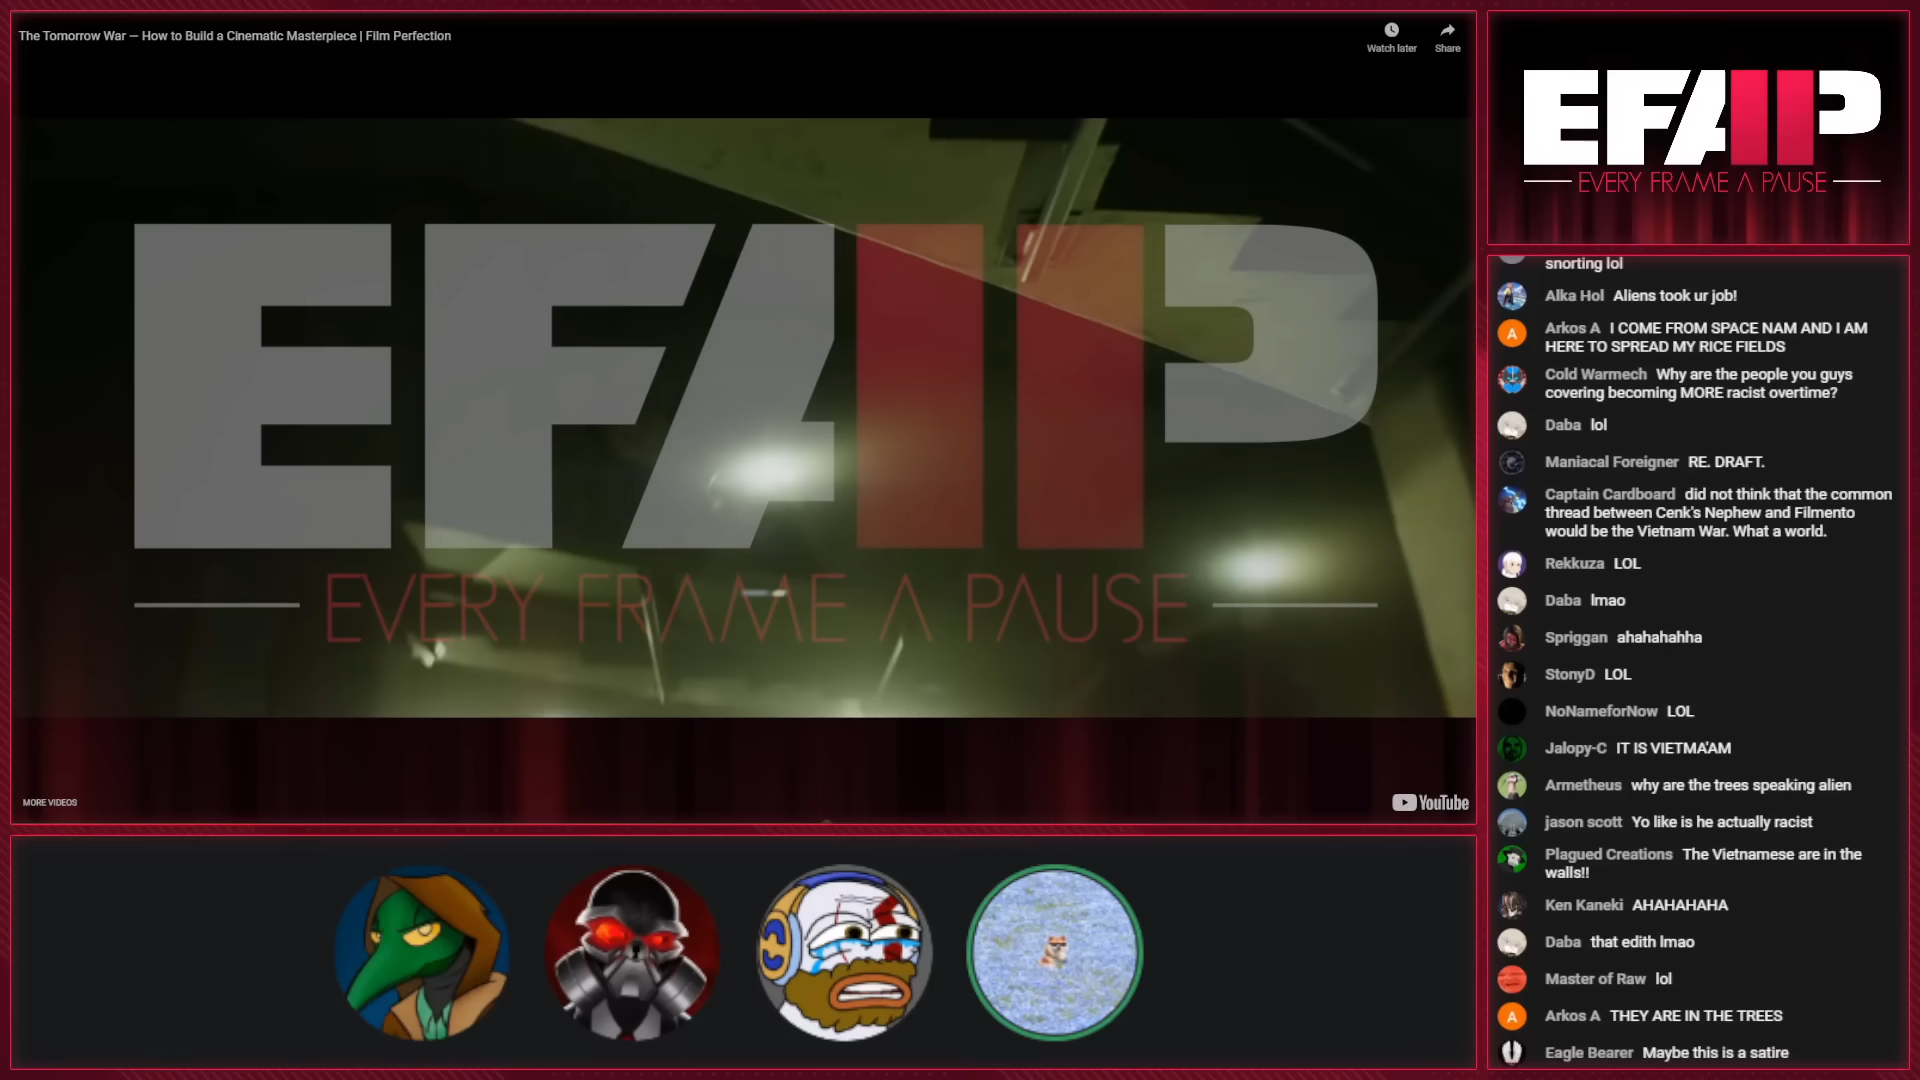 The Tomorrow War — How to Build a Cinematic Masterpiece | Film Perfection
Watch later
Share
EFAP
EVERY FRAME A PAUSE
MORE VIDEOS
YouTube
EFAP
EVERY FRAME A PAUSE
snorting lol
Alka Hol Aliens took ur job!
A
Arkos A I COME FROM SPACE NAM AND I AM
HERE TO SPREAD MY RICE FIELDS
Cold Warmech Why are the people you guys
covering becoming MORE racist overtime?
Daba lol
Maniacal Foreigner RE. DRAFT.
Captain Cardboard did not think that the common
thread between Cenk's Nephew and Filmento
would be the Vietnam War. What a world.
Rekkuza LOL
Daba lmao
Spriggan ahahahahha
StonyD LOL
NoNameforNow LOL
Jalopy-C IT IS VIETMA'AM
Armetheus why are the trees speaking alien
jason scott Yo like is he actually racist
Plagued Creations The Vietnamese are in the
walls!!
Ken Kaneki AHAHAHAHA
Daba that edith lmao
Master of Raw lol
A
Arkos A THEY ARE IN THE TREES
Eagle Bearer Maybe this is a satire